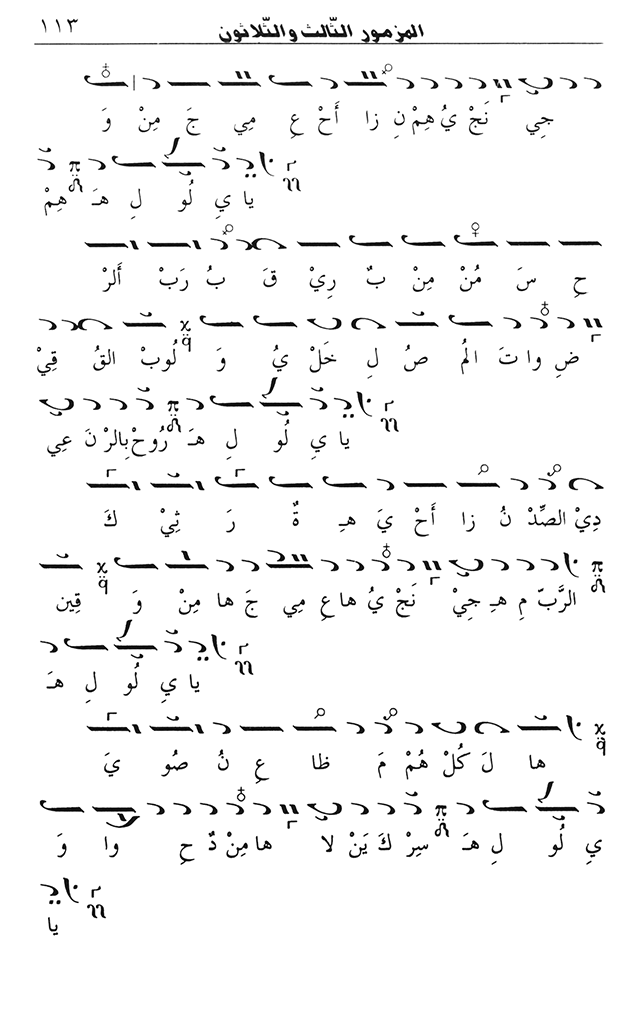 المزمور الثّالث والثّلاثون ١١٣
وَ مِنْ جَ مِي عِ أَحْ زا نِ هِمْ يُ نَجْ جِي
هِمْ هَـ لِ لُو يِ يا
أَلرْ رَبْ بُ قَ رِيْ بٌ مِنْ مُنْ سَ حِ
قِيْ القُ لُوبْ وَ يُ خَلْ لِ صُ المُ تَ وا ضِ
عِي نَ بِالرْ رُوحْ هَـ لِ لُو يِ يا
كَ ثِيْ رَ ةٌ هِـ يَ أَحْ زا نُ الصِّدْ دِيْ
قِين وَ مِنْ ها جَ مِي عِ ها يُ نَجْ جِيْ هِـ مِ الرَّبّ
هَـ لِ لُو يِ يا
يَ صُو نُ عِ ظا مَ هُمْ كُلْ لَ ها
وَ وا حِ دٌ مِنْ ها لا يَنْ كَ سِرْ هَـ لِ لُو يِ
يا